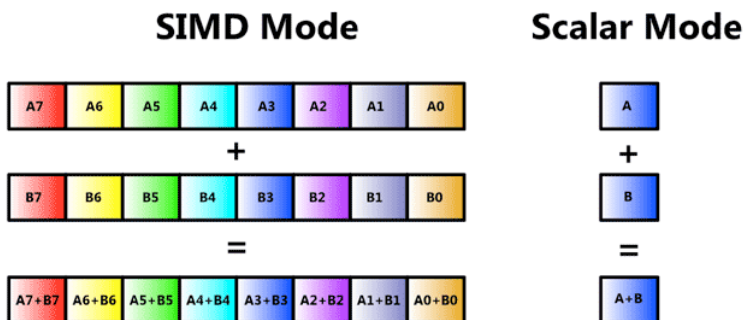 SIMD Mode Scalar Mode
A7 A6 A5 A4 A3 A2 A1 A0 A
+ +
B7 B6 B5 B4 B3 B2 B1 B0 B
= =
A7+B7 A6+B6 A5+B5 A4+B4 A3+B3 A2+B2 A1+B1 A0+B0 A+B